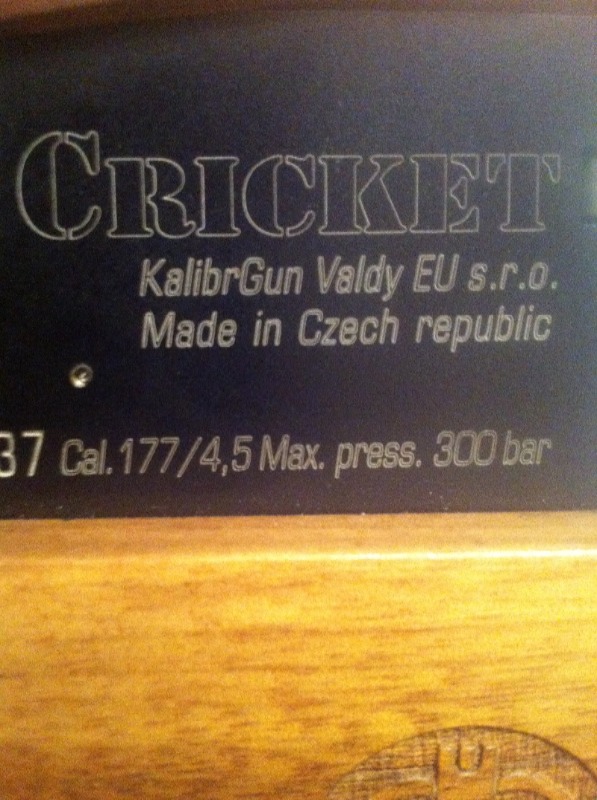 CRICKET
KalibrGun Valdy EU s.r.o.
Made in Czech republic
37 Cal.177/4,5 Max. press. 300 bar